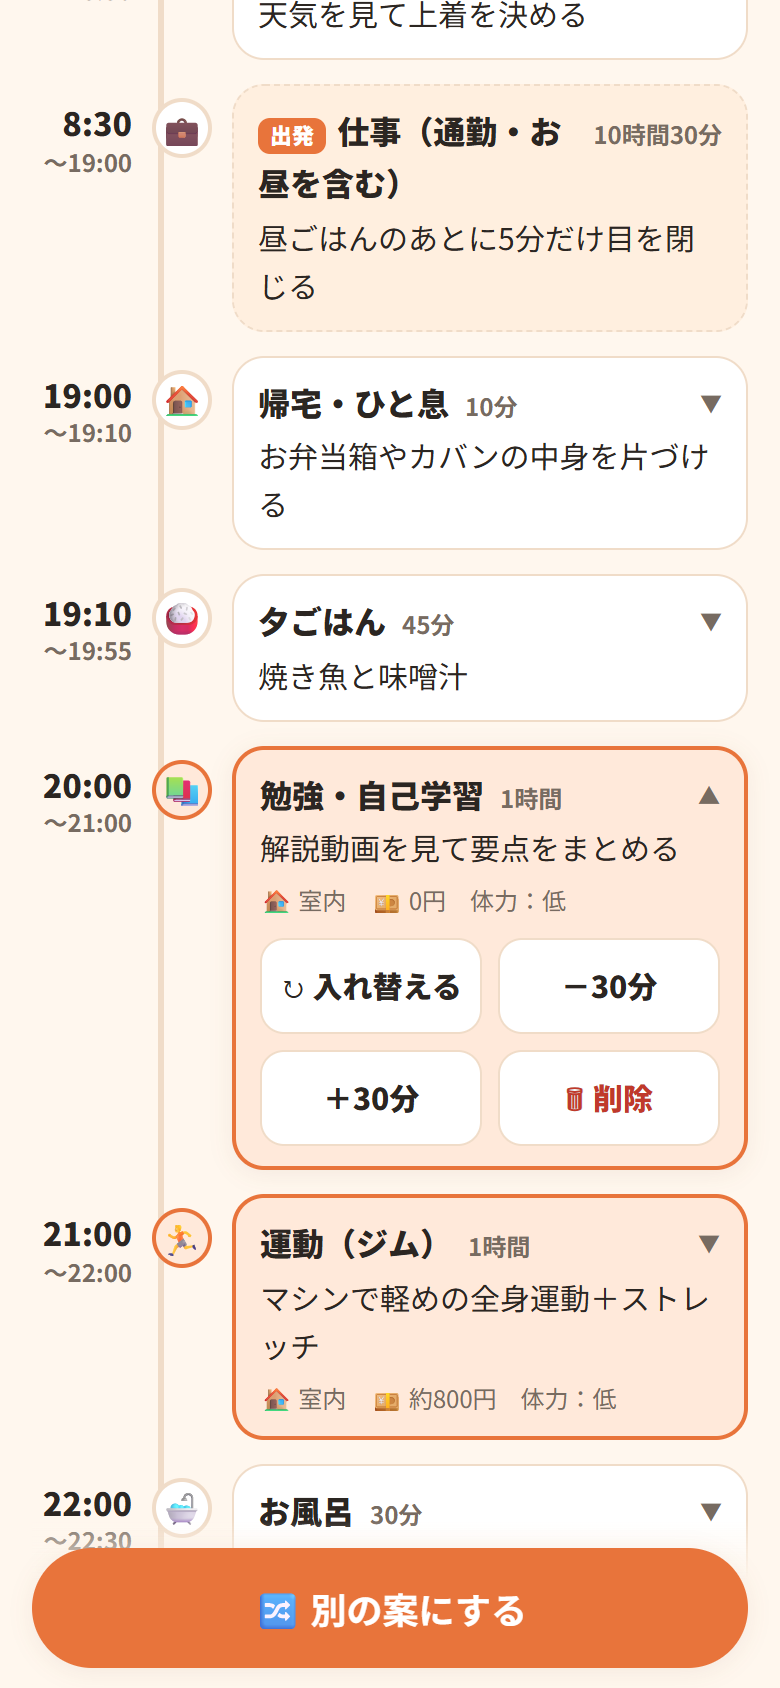 天気を見て上着を決める
8:30
〜19:00
出発 仕事（通勤・お
昼を含む）
10時間30分
昼ごはんのあとに5分だけ目を閉
じる
19:00
〜19:10
帰宅・ひと息 10分 ▼
お弁当箱やカバンの中身を片づけ
る
19:10
〜19:55
夕ごはん 45分 ▼
焼き魚と味噌汁
20:00
〜21:00
勉強・自己学習 1時間 ▲
解説動画を見て要点をまとめる
室内 0円 体力：低
↻ 入れ替える
－30分
＋30分
削除
21:00
〜22:00
運動（ジム） 1時間 ▼
マシンで軽めの全身運動＋ストレ
ッチ
室内 約800円 体力：低
22:00
〜22:30
お風呂 30分 ▼
別の案にする